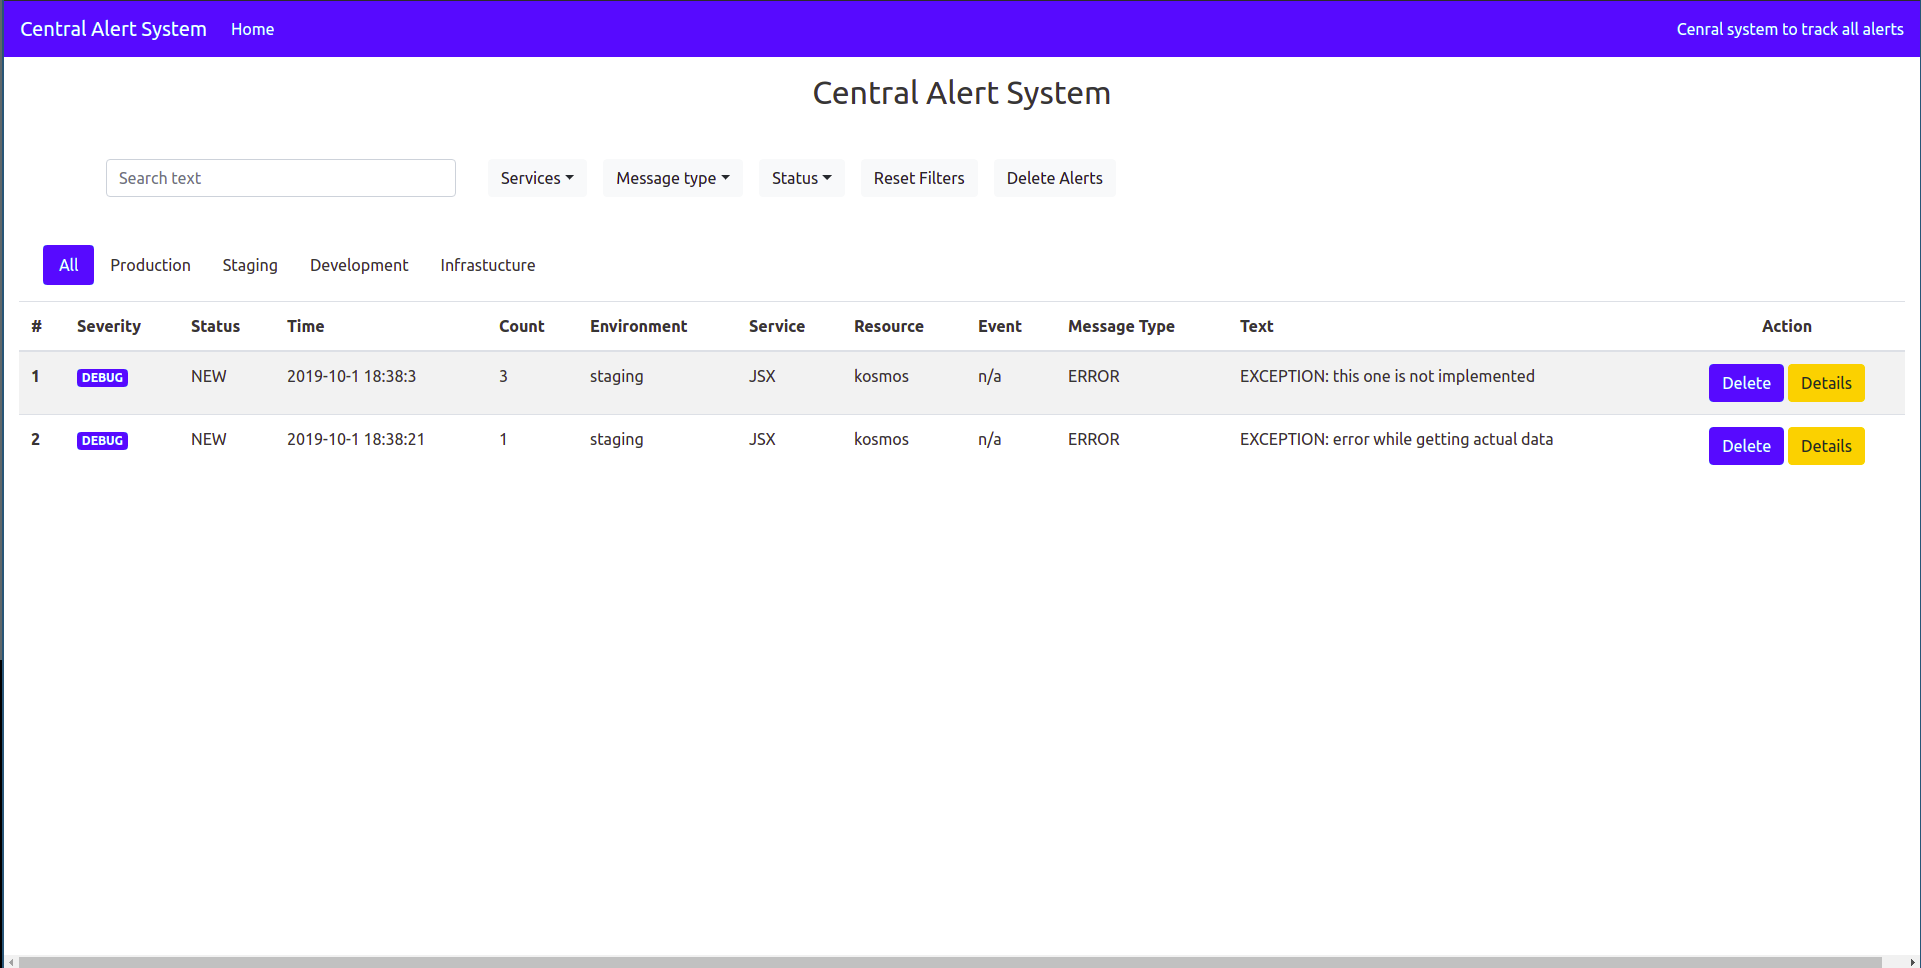 Central Alert System Home Cenral system to track all alerts
Central Alert System
Search text Services Message type Status Reset Filters Delete Alerts
All Production Staging Development Infrastucture
# Severity Status Time Count Environment Service Resource Event Message Type Text Action
1 DEBUG NEW 2019-10-1 18:38:3 3 staging JSX kosmos n/a ERROR EXCEPTION: this one is not implemented Delete Details
2 DEBUG NEW 2019-10-1 18:38:21 1 staging JSX kosmos n/a ERROR EXCEPTION: error while getting actual data Delete Details